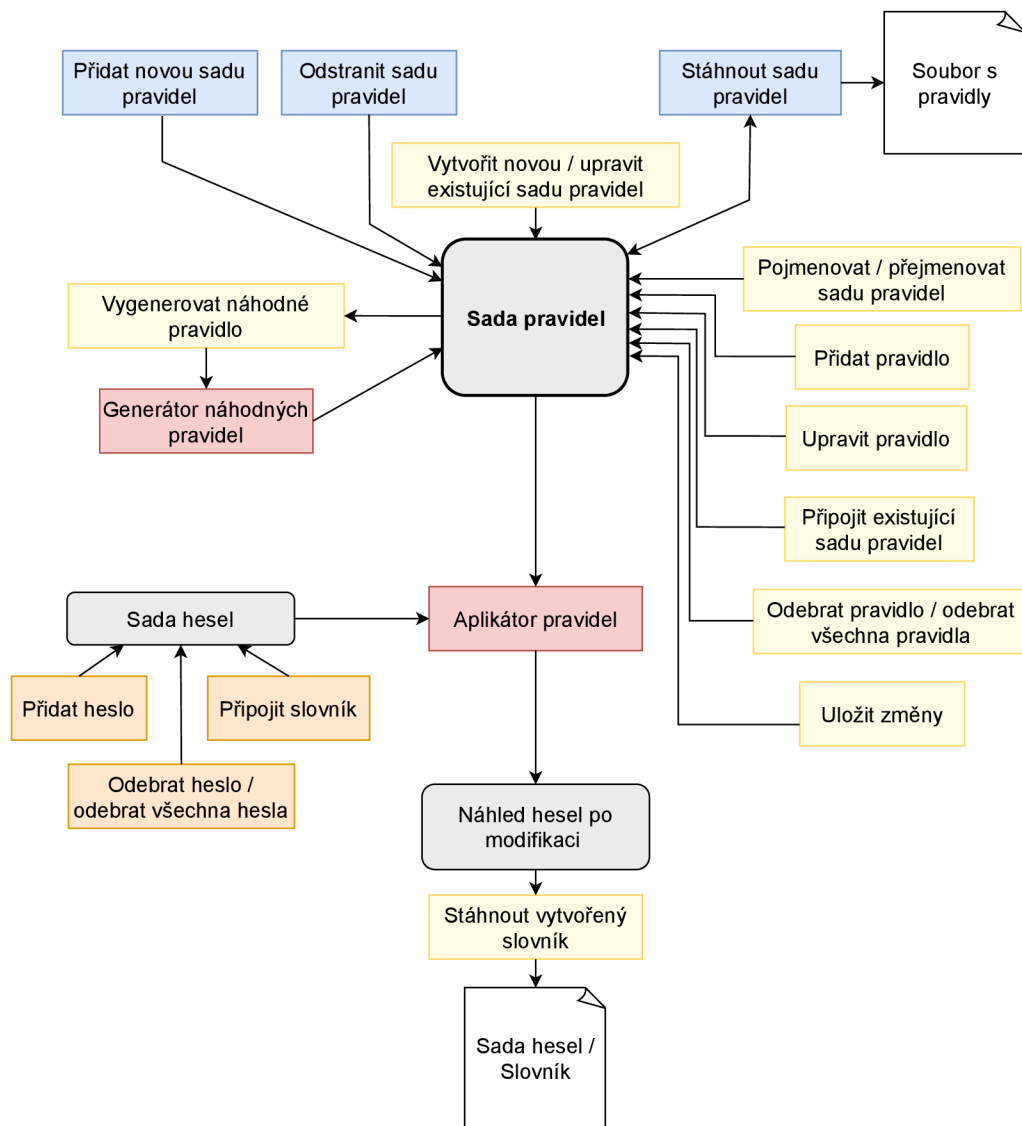 Přidat novou sadu
pravidel
Odstranit sadu
pravidel
Stáhnout sadu
pravidel
Soubor s
pravidly
Vytvořit novou / upravit
existující sadu pravidel
Sada pravidel
Pojmenovat / přejmenovat
sadu pravidel
Vygenerovat náhodné
pravidlo
Přidat pravidlo
Generátor náhodných
pravidel
Upravit pravidlo
Připojit existující
sadu pravidel
Sada hesel
Aplikátor pravidel
Odebrat pravidlo / odebrat
všechna pravidla
Přidat heslo
Připojit slovník
Uložit změny
Odebrat heslo /
odebrat všechna hesla
Náhled hesel po
modifikaci
Stáhnout vytvořený
slovník
Sada hesel /
Slovník